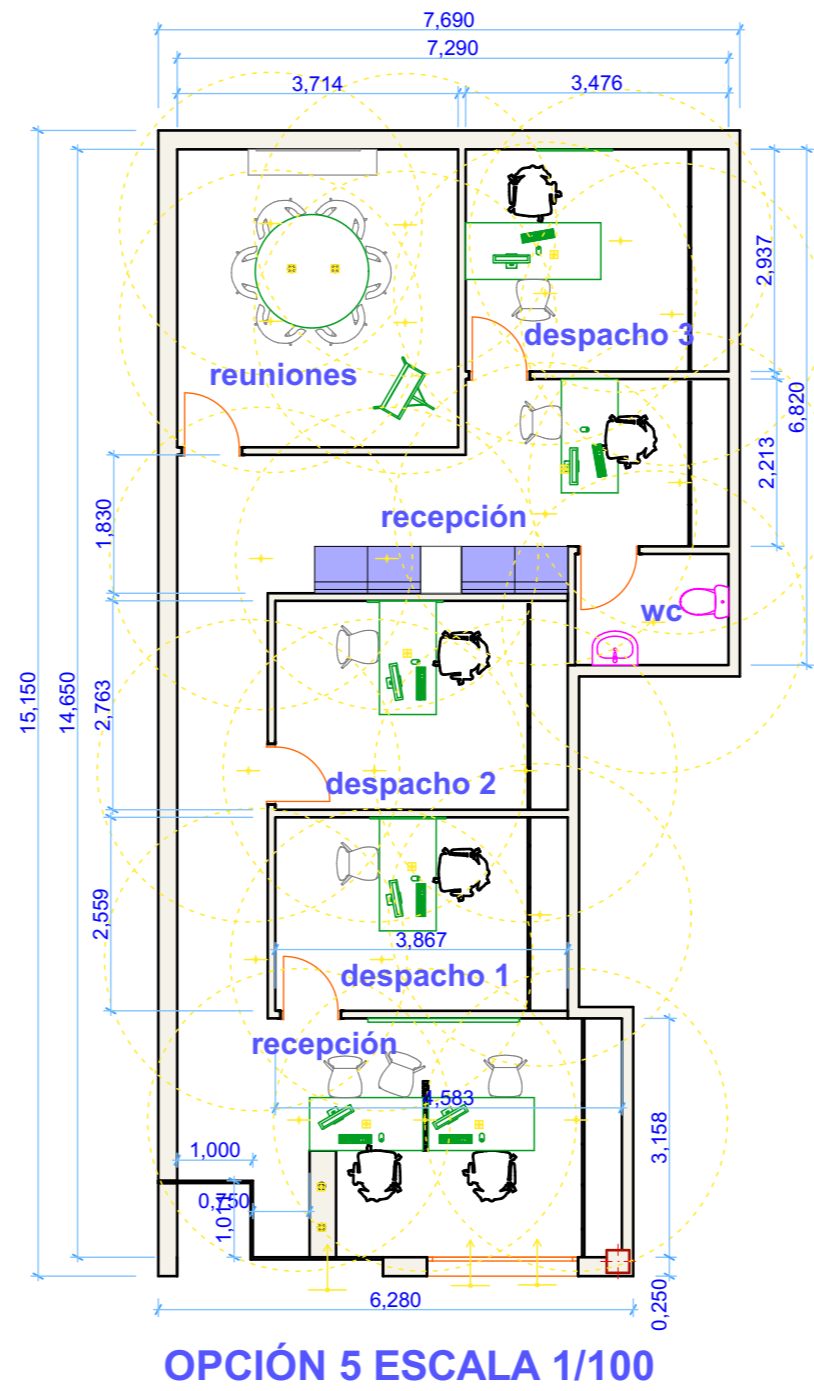 7,690
7,290
3,714
3,476
2,937
despacho 3
reuniones
6,820
2,213
recepción
1,830
wc
15,150
14,650
2,763
despacho 2
2,559
3,867
despacho 1
recepción
4,583
3,158
1,000
0,750
6,280
0,250
OPCIÓN 5 ESCALA 1/100